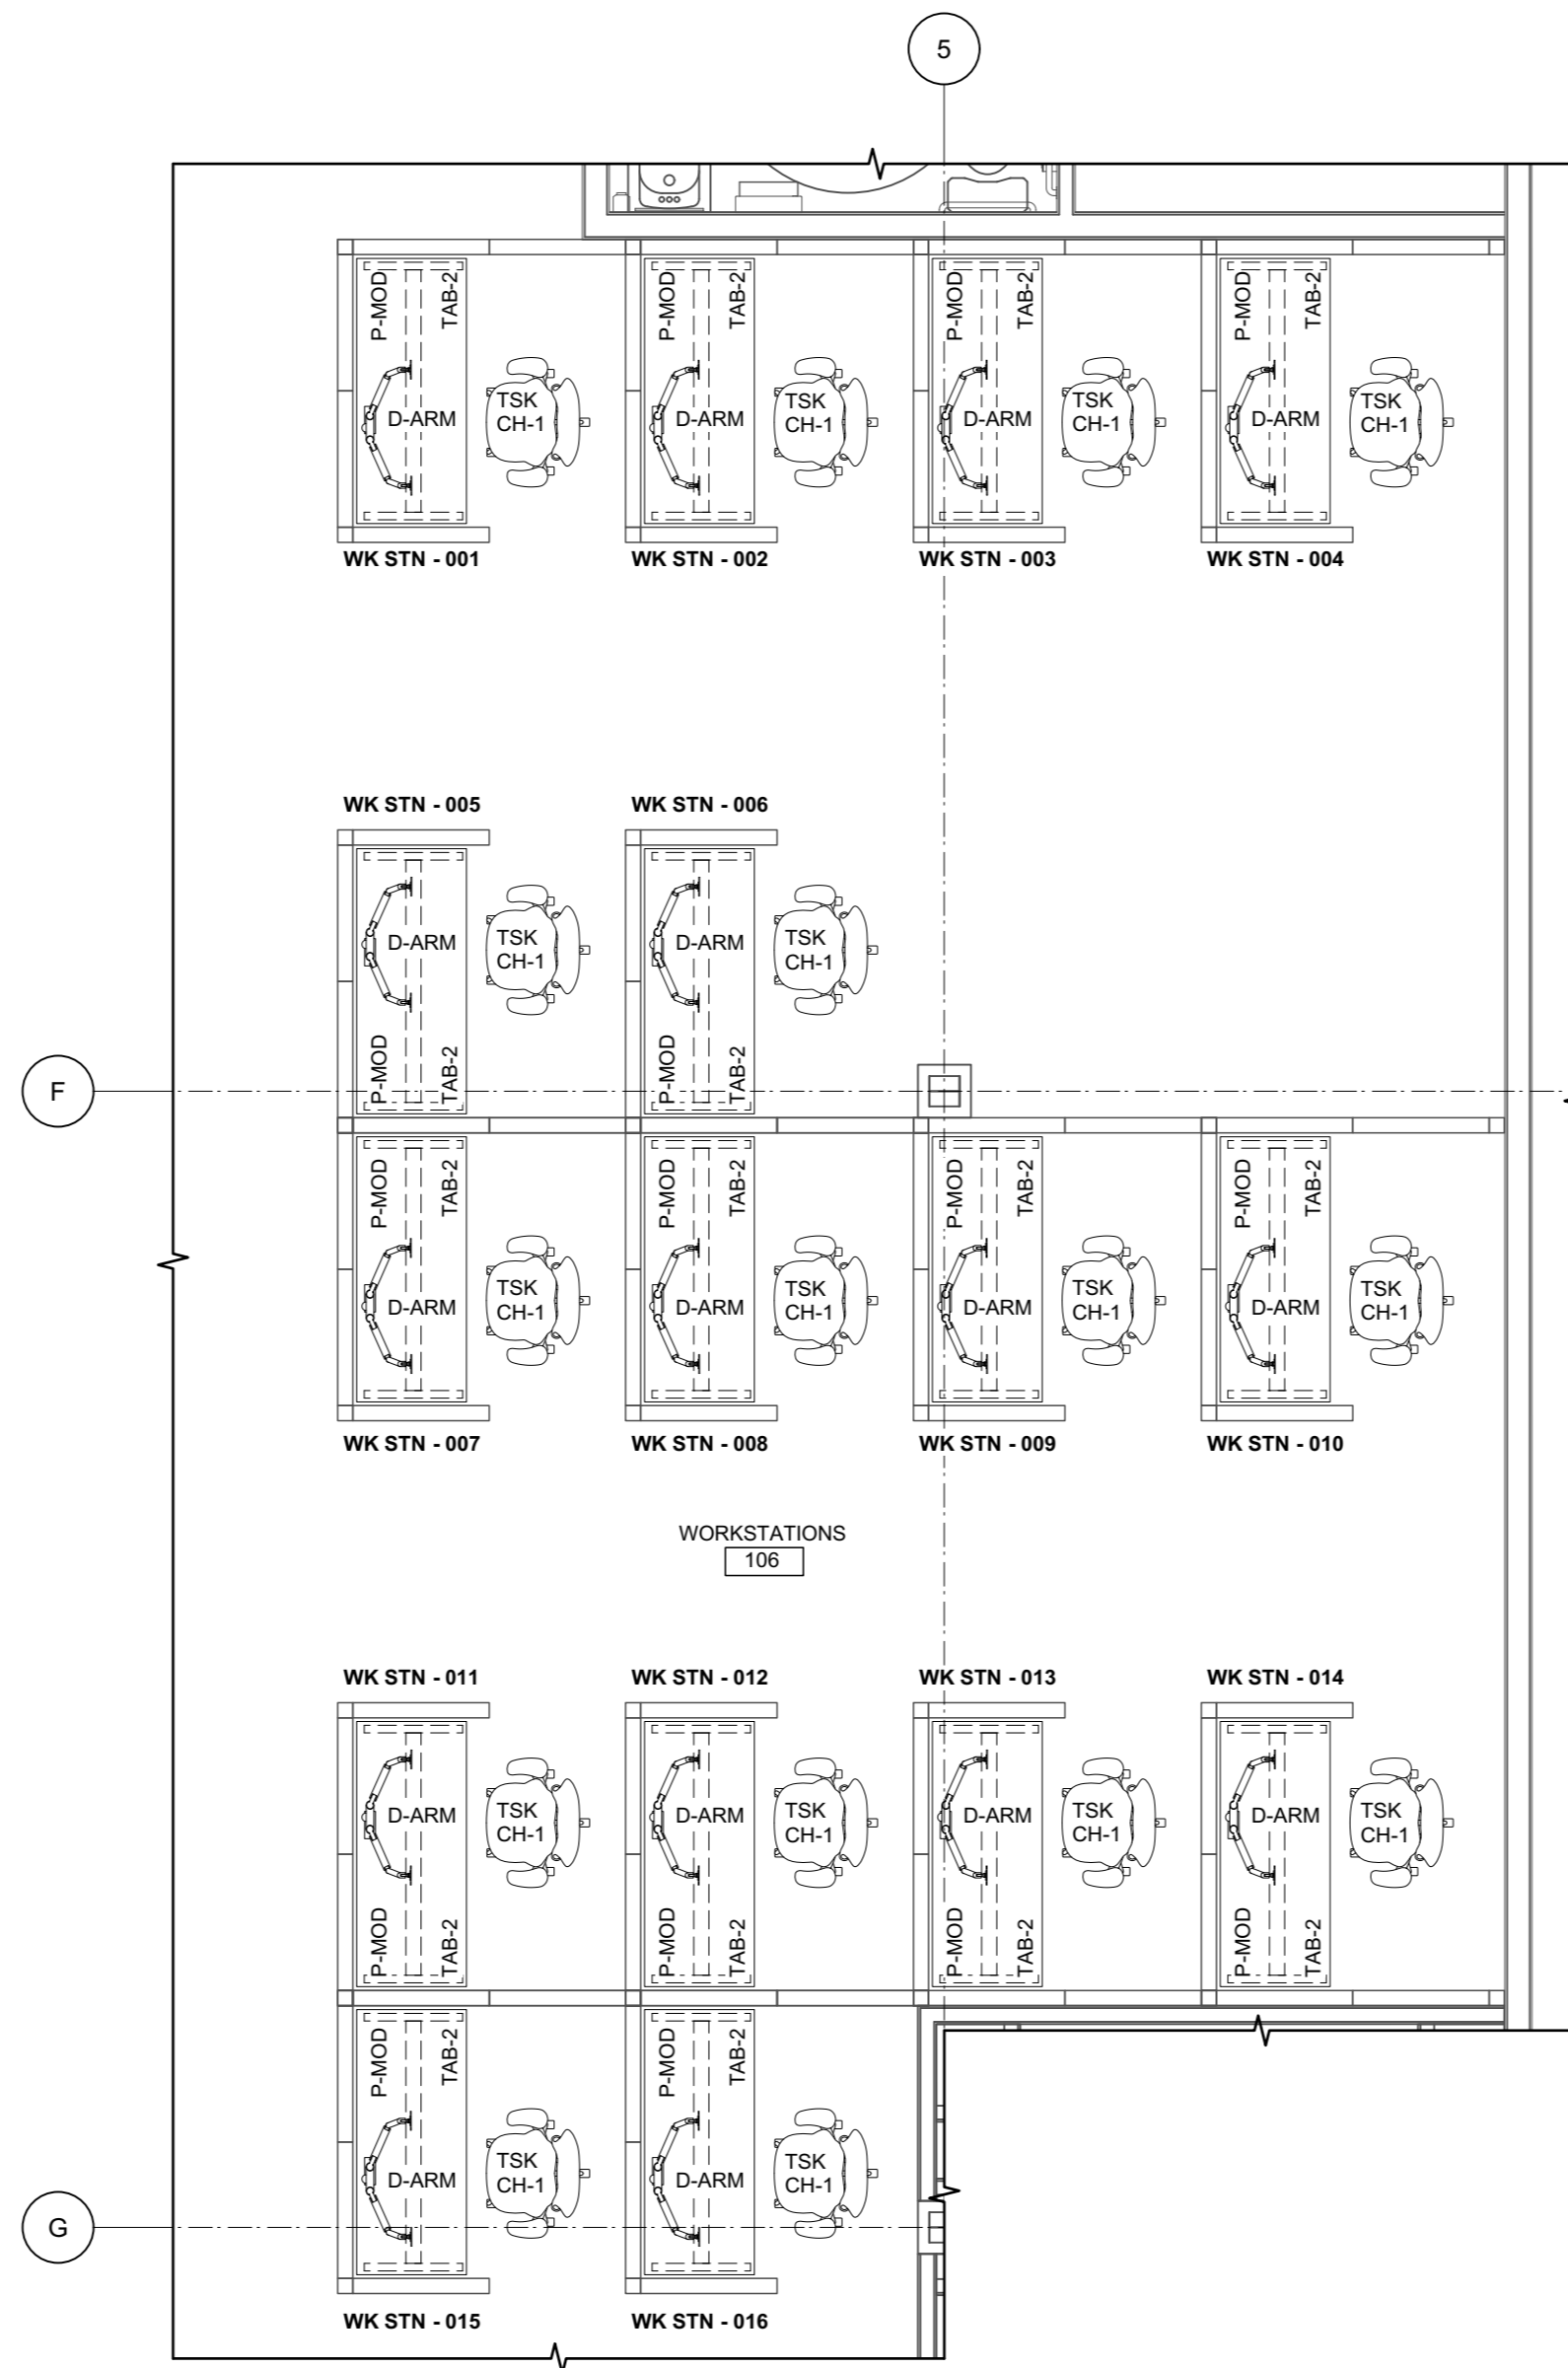 5
P-MOD
TAB-2
P-MOD
TAB-2
P-MOD
TAB-2
P-MOD
TAB-2
D-ARM
TSK
CH-1
D-ARM
TSK
CH-1
D-ARM
TSK
CH-1
D-ARM
TSK
CH-1
WK STN - 001
WK STN - 002
WK STN - 003
WK STN - 004
WK STN - 005
WK STN - 006
D-ARM
TSK
CH-1
D-ARM
TSK
CH-1
P-MOD
TAB-2
P-MOD
TAB-2
F
P-MOD
TAB-2
P-MOD
TAB-2
P-MOD
TAB-2
P-MOD
TAB-2
D-ARM
TSK
CH-1
D-ARM
TSK
CH-1
D-ARM
TSK
CH-1
D-ARM
TSK
CH-1
WK STN - 007
WK STN - 008
WK STN - 009
WK STN - 010
WORKSTATIONS
106
WK STN - 011
WK STN - 012
WK STN - 013
WK STN - 014
D-ARM
TSK
CH-1
D-ARM
TSK
CH-1
D-ARM
TSK
CH-1
D-ARM
TSK
CH-1
P-MOD
TAB-2
P-MOD
TAB-2
P-MOD
TAB-2
P-MOD
TAB-2
P-MOD
TAB-2
P-MOD
TAB-2
D-ARM
TSK
CH-1
D-ARM
TSK
CH-1
G
WK STN - 015
WK STN - 016